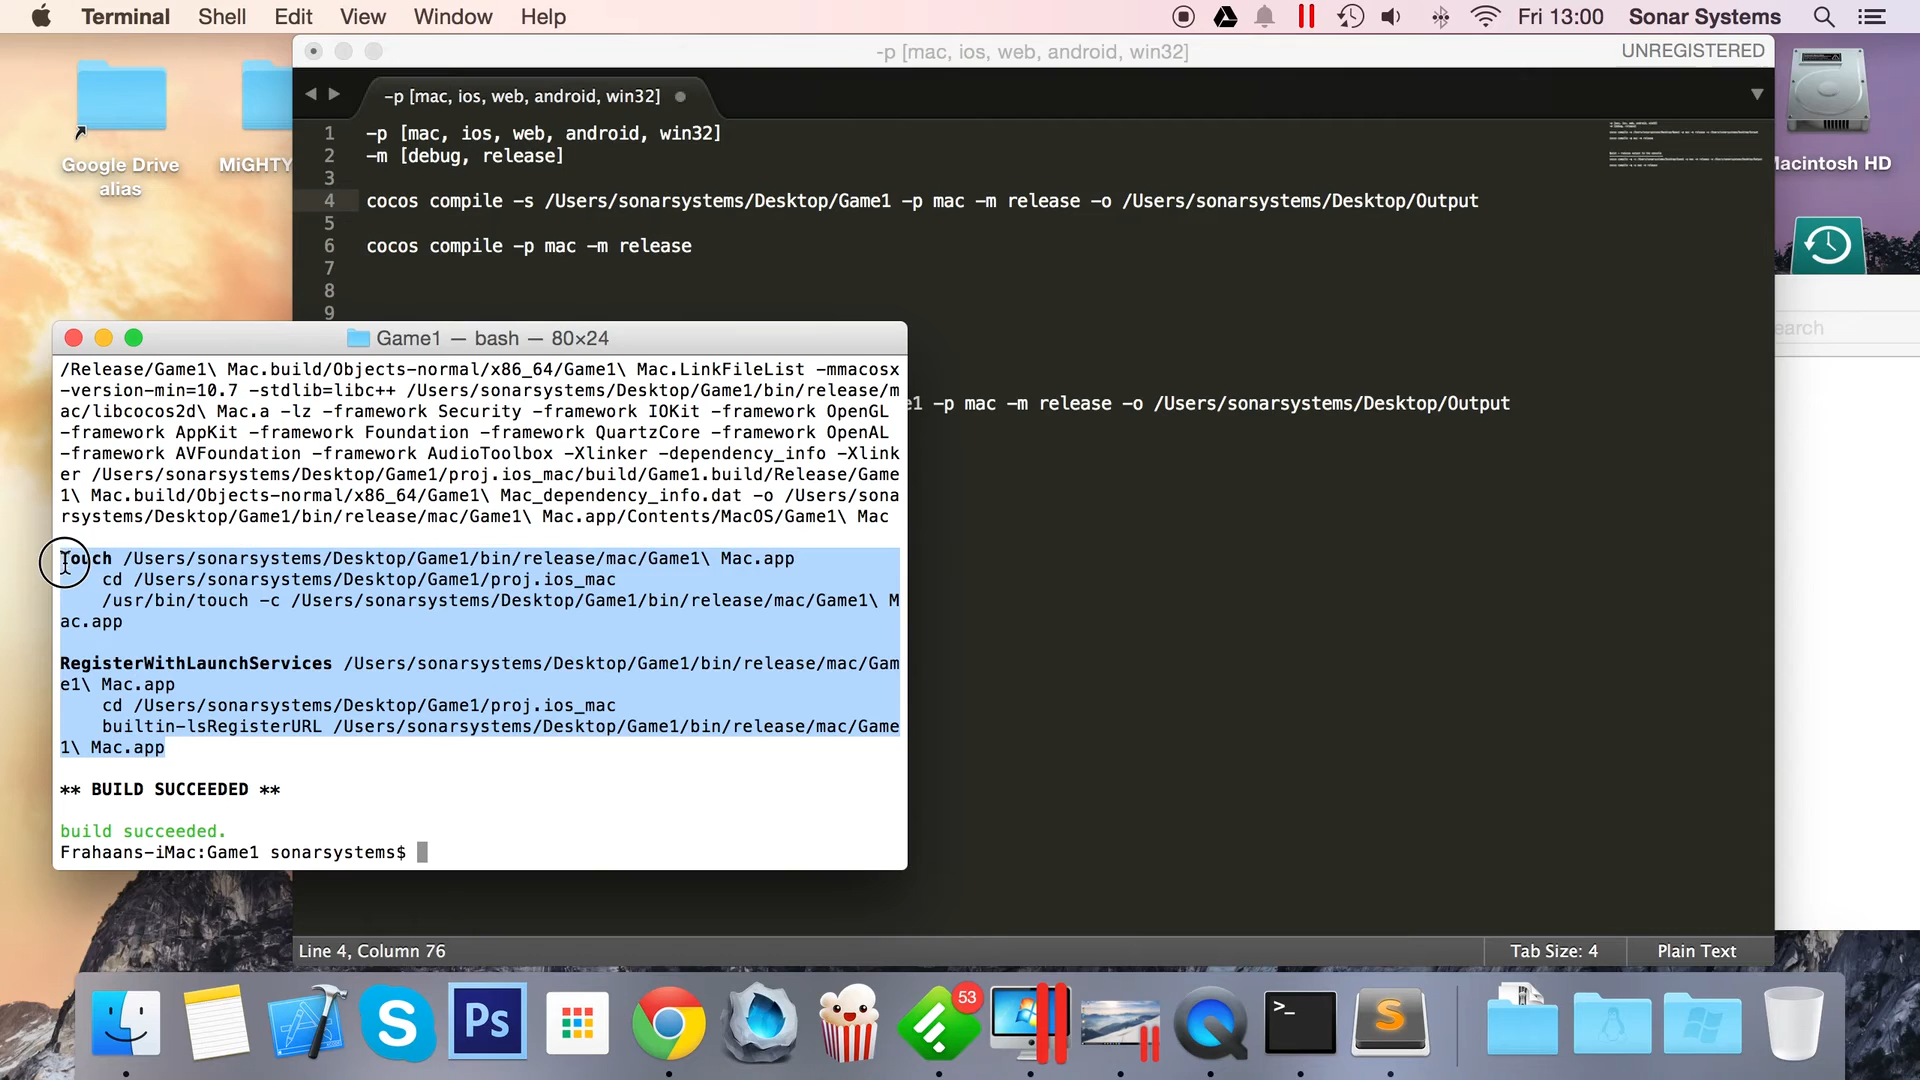 Terminal Shell Edit View Window Help
Fri 13:00 Sonar Systems
-p [mac, ios, web, android, win32]
UNREGISTERED
-p [mac, ios, web, android, win32]
1 -p [mac, ios, web, android, win32]
2 -m [debug, release]
3
4 cocos compile -s /Users/sonarsystems/Desktop/Game1 -p mac -m release -o /Users/sonarsystems/Desktop/Output
5
6 cocos compile -p mac -m release
7
8
9
e1 -p mac -m release -o /Users/sonarsystems/Desktop/Output
Google Drive
alias
MiGHTY
acintosh HD
earch
Game1 — bash — 80×24
/Release/Game1\ Mac.build/Objects-normal/x86_64/Game1\ Mac.LinkFileList -mmacosx
-version-min=10.7 -stdlib=libc++ /Users/sonarsystems/Desktop/Game1/bin/release/m
ac/libcocos2d\ Mac.a -lz -framework Security -framework IOKit -framework OpenGL
-framework AppKit -framework Foundation -framework QuartzCore -framework OpenAL
-framework AVFoundation -framework AudioToolbox -Xlinker -dependency_info -Xlink
er /Users/sonarsystems/Desktop/Game1/proj.ios_mac/build/Game1.build/Release/Game
1\ Mac.build/Objects-normal/x86_64/Game1\ Mac_dependency_info.dat -o /Users/sona
rsystems/Desktop/Game1/bin/release/mac/Game1\ Mac.app/Contents/MacOS/Game1\ Mac
Touch /Users/sonarsystems/Desktop/Game1/bin/release/mac/Game1\ Mac.app
cd /Users/sonarsystems/Desktop/Game1/proj.ios_mac
/usr/bin/touch -c /Users/sonarsystems/Desktop/Game1/bin/release/mac/Game1\ M
ac.app
RegisterWithLaunchServices /Users/sonarsystems/Desktop/Game1/bin/release/mac/Gam
e1\ Mac.app
cd /Users/sonarsystems/Desktop/Game1/proj.ios_mac
builtin-lsRegisterURL /Users/sonarsystems/Desktop/Game1/bin/release/mac/Game
1\ Mac.app
** BUILD SUCCEEDED **
build succeeded.
Frahaans-iMac:Game1 sonarsystems$
Line 4, Column 76
Tab Size: 4
Plain Text
Ps
53
>_